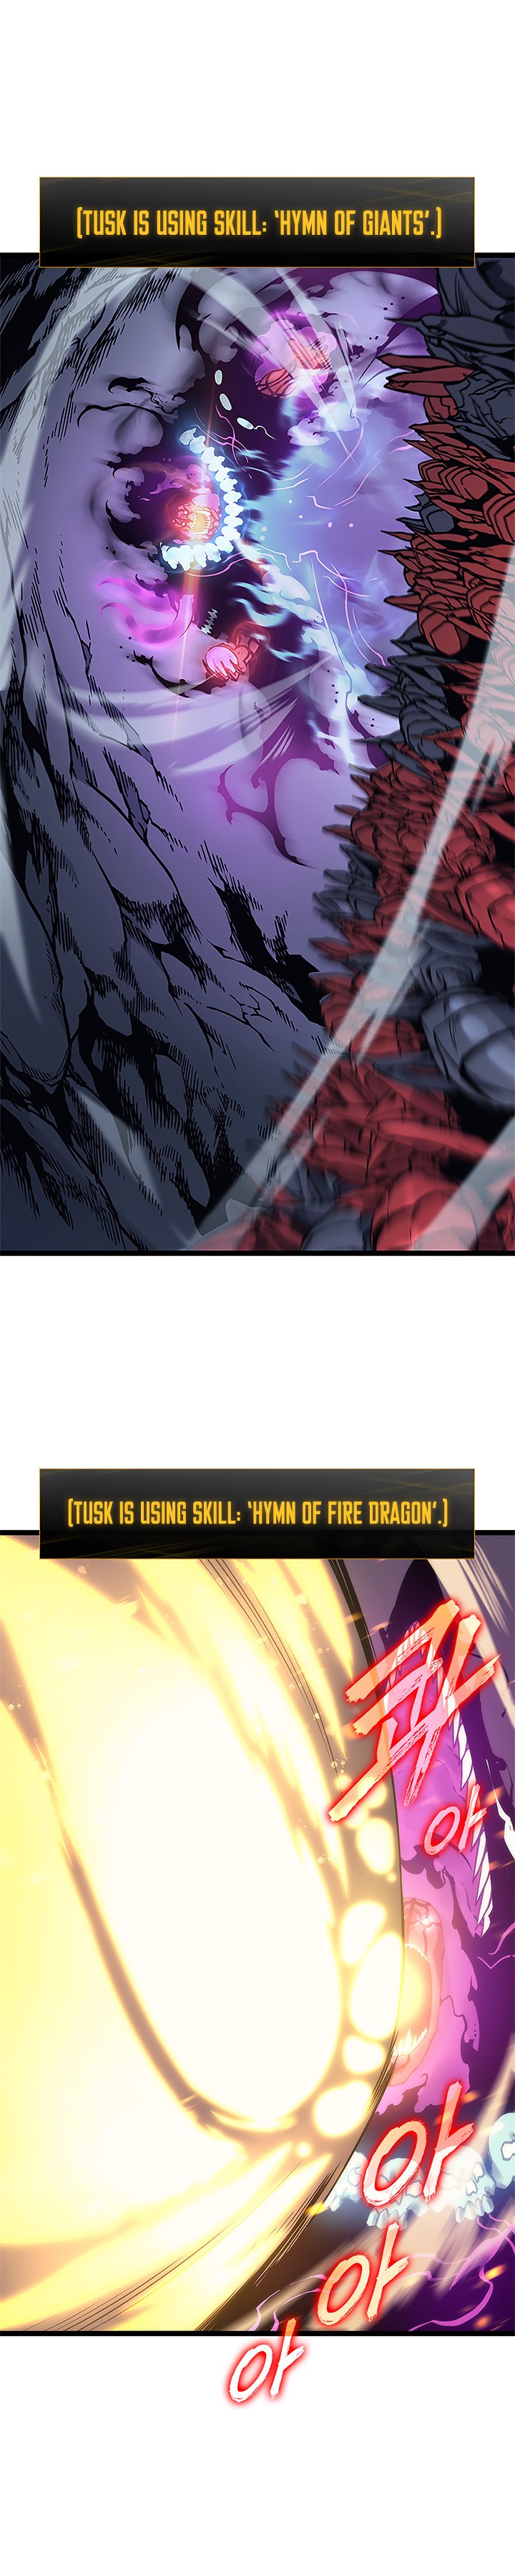 [TUSK IS USING SKILL: 'HYMN OF GIANTS'.]
[TUSK IS USING SKILL: 'HYMN OF FIRE DRAGON'.]
콰
아
아
아
아